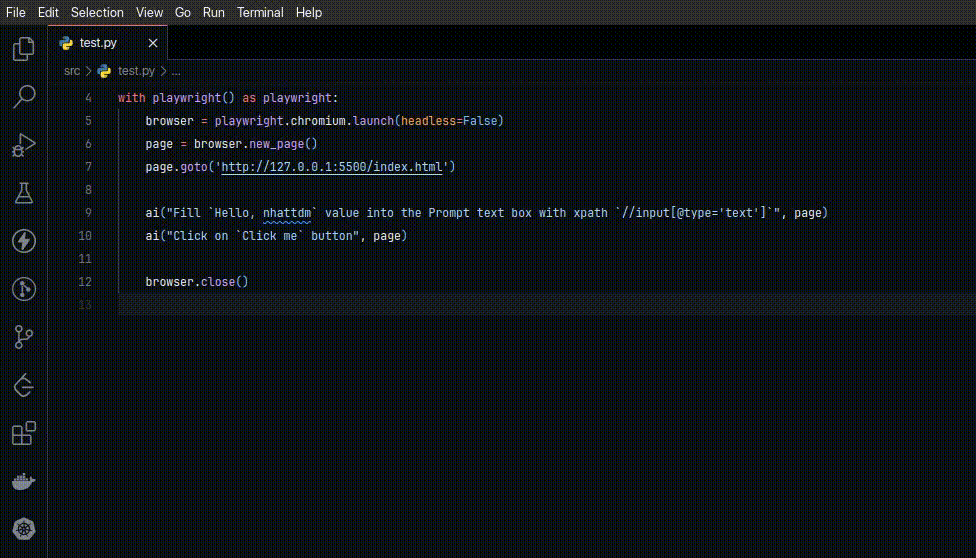 File Edit Selection View Go Run Terminal Help
test.py
src > test.py > ...
4 with playwright() as playwright:
5 browser = playwright.chromium.launch(headless=False)
6 page = browser.new_page()
7 page.goto('http://127.0.0.1:5500/index.html')
8
9 ai("Fill `Hello, nhattdm` value into the Prompt text box with xpath `//input[@type='text']`", page)
10 ai("Click on `Click me` button", page)
11
12 browser.close()
13